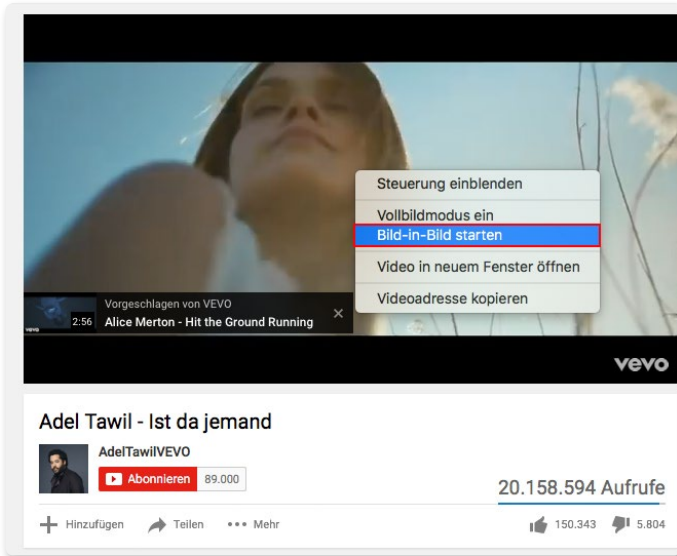 Steuerung einblenden
Vollbildmodus ein
Bild-in-Bild starten
Video in neuem Fenster öffnen
Videoadresse kopieren
Vorgeschlagen von VEVO
2:56
Alice Merton - Hit the Ground Running
vevo
vevo
Adel Tawil - Ist da jemand
AdelTawilVEVO
Abonnieren 89.000
20.158.594 Aufrufe
Hinzufügen Teilen Mehr 150.343 5.804